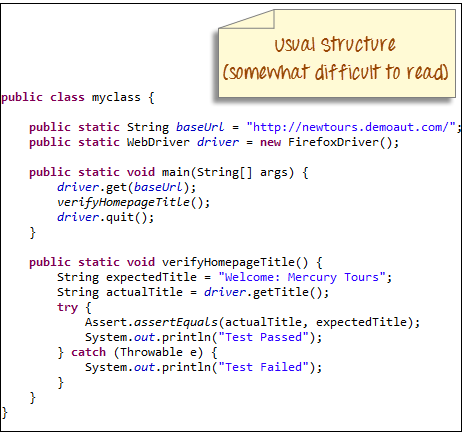 Usual Structure
(somewhat difficult to read)
public class myclass {
public static String baseUrl = "http://newtours.demoaut.com/";
public static WebDriver driver = new FirefoxDriver();
public static void main(String[] args) {
driver.get(baseUrl);
verifyHomepageTitle();
driver.quit();
}
public static void verifyHomepageTitle() {
String expectedTitle = "Welcome: Mercury Tours";
String actualTitle = driver.getTitle();
try {
Assert.assertEquals(actualTitle, expectedTitle);
System.out.println("Test Passed");
} catch (Throwable e) {
System.out.println("Test Failed");
}
}
}